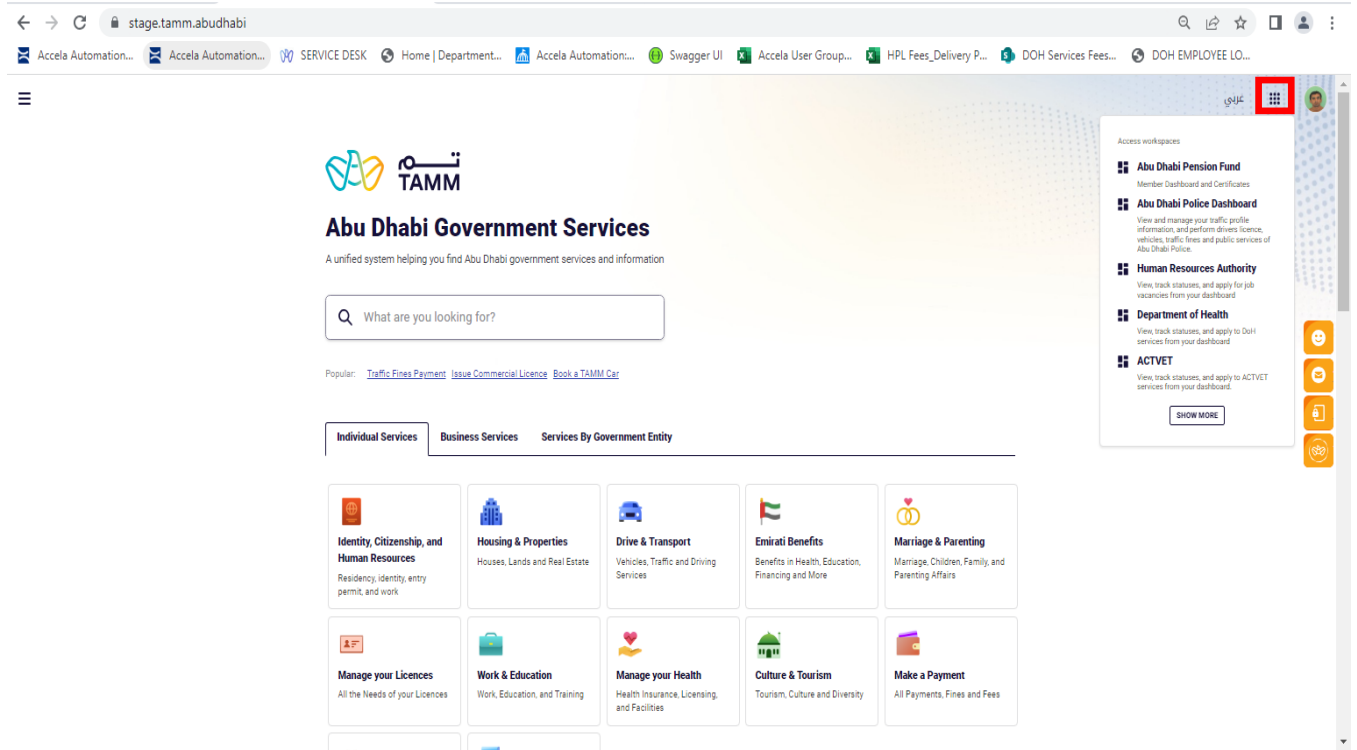 stage.tamm.abudhabi
Accela Automation... Accela Automation... SERVICE DESK Home | Department... Accela Automation:... Swagger UI Accela User Group... HPL Fees_Delivery P... DOH Services Fees... DOH EMPLOYEE LO...
عربي
Access workspaces
Abu Dhabi Pension Fund
Member Dashboard and Certificates
Abu Dhabi Police Dashboard
View and manage your traffic profile
information, and perform drivers licence,
vehicles, traffic fines and public services of
Abu Dhabi Police.
Human Resources Authority
View, track statuses, and apply for job
vacancies from your dashboard
Department of Health
View, track statuses, and apply to DoH
services from your dashboard
ACTVET
View, track statuses, and apply to ACTVET
services from your dashboard.
SHOW MORE
تـــم
TAMM
Abu Dhabi Government Services
A unified system helping you find Abu Dhabi government services and information
What are you looking for?
Popular: Traffic Fines Payment Issue Commercial Licence Book a TAMM Car
Individual Services Business Services Services By Government Entity
Identity, Citizenship, and
Human Resources
Residency, identity, entry
permit, and work
Housing & Properties
Houses, Lands and Real Estate
Drive & Transport
Vehicles, Traffic and Driving
Services
Emirati Benefits
Benefits in Health, Education,
Financing and More
Marriage & Parenting
Marriage, Children, Family, and
Parenting Affairs
Manage your Licences
All the Needs of your Licences
Work & Education
Work, Education, and Training
Manage your Health
Health Insurance, Licensing,
and Facilities
Culture & Tourism
Tourism, Culture and Diversity
Make a Payment
All Payments, Fines and Fees